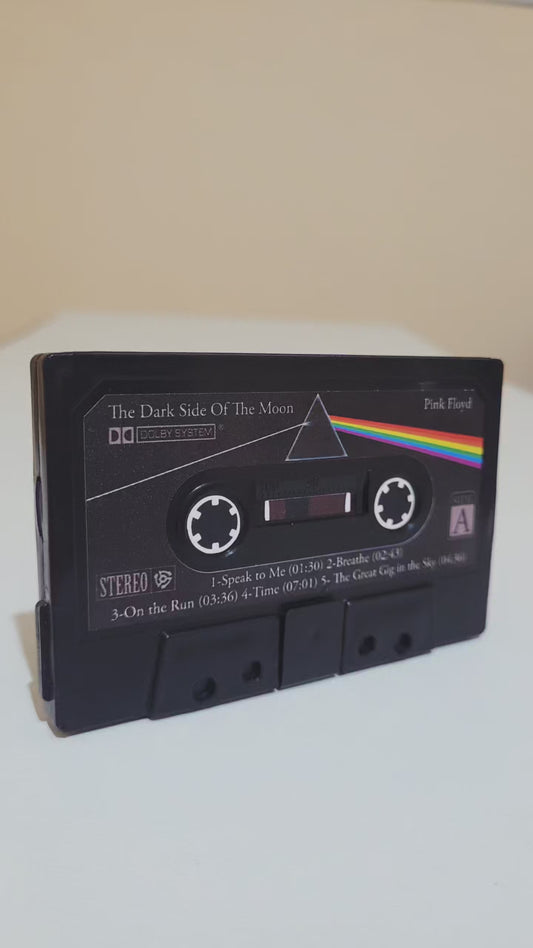 The Dark Side Of The Moon
Pink Floyd
DOLBY SYSTEM ®
SIDE
A
STEREO
1-Speak to Me (01:30) 2-Breathe (02:43)
3-On the Run (03:36) 4-Time (07:01) 5- The Great Gig in the Sky (04:36)